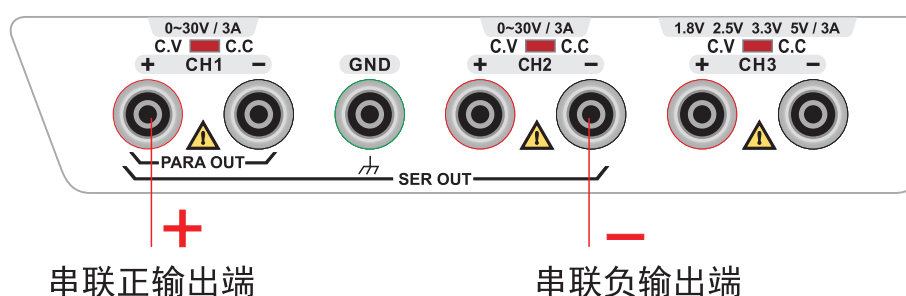 0~30V / 3A 0~30V / 3A 1.8V 2.5V 3.3V 5V / 3A
C.V C.C C.V C.C C.V C.C
+ CH1 − GND + CH2 − + CH3 −
PARA OUT
SER OUT
+ −
串联正输出端 串联负输出端